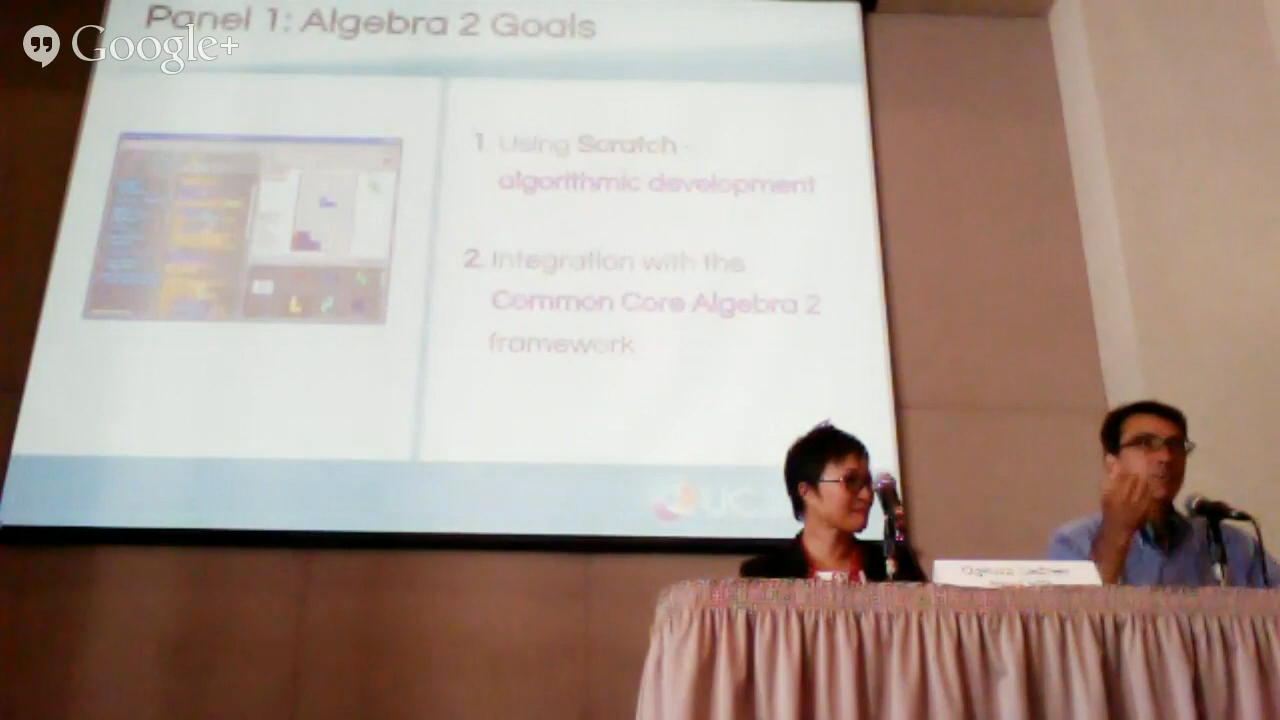 Google+
Panel 1: Algebra 2 Goals
1. Using Scratch -
algorithmic development
2. Integration with the
Common Core Algebra 2
framework
UC